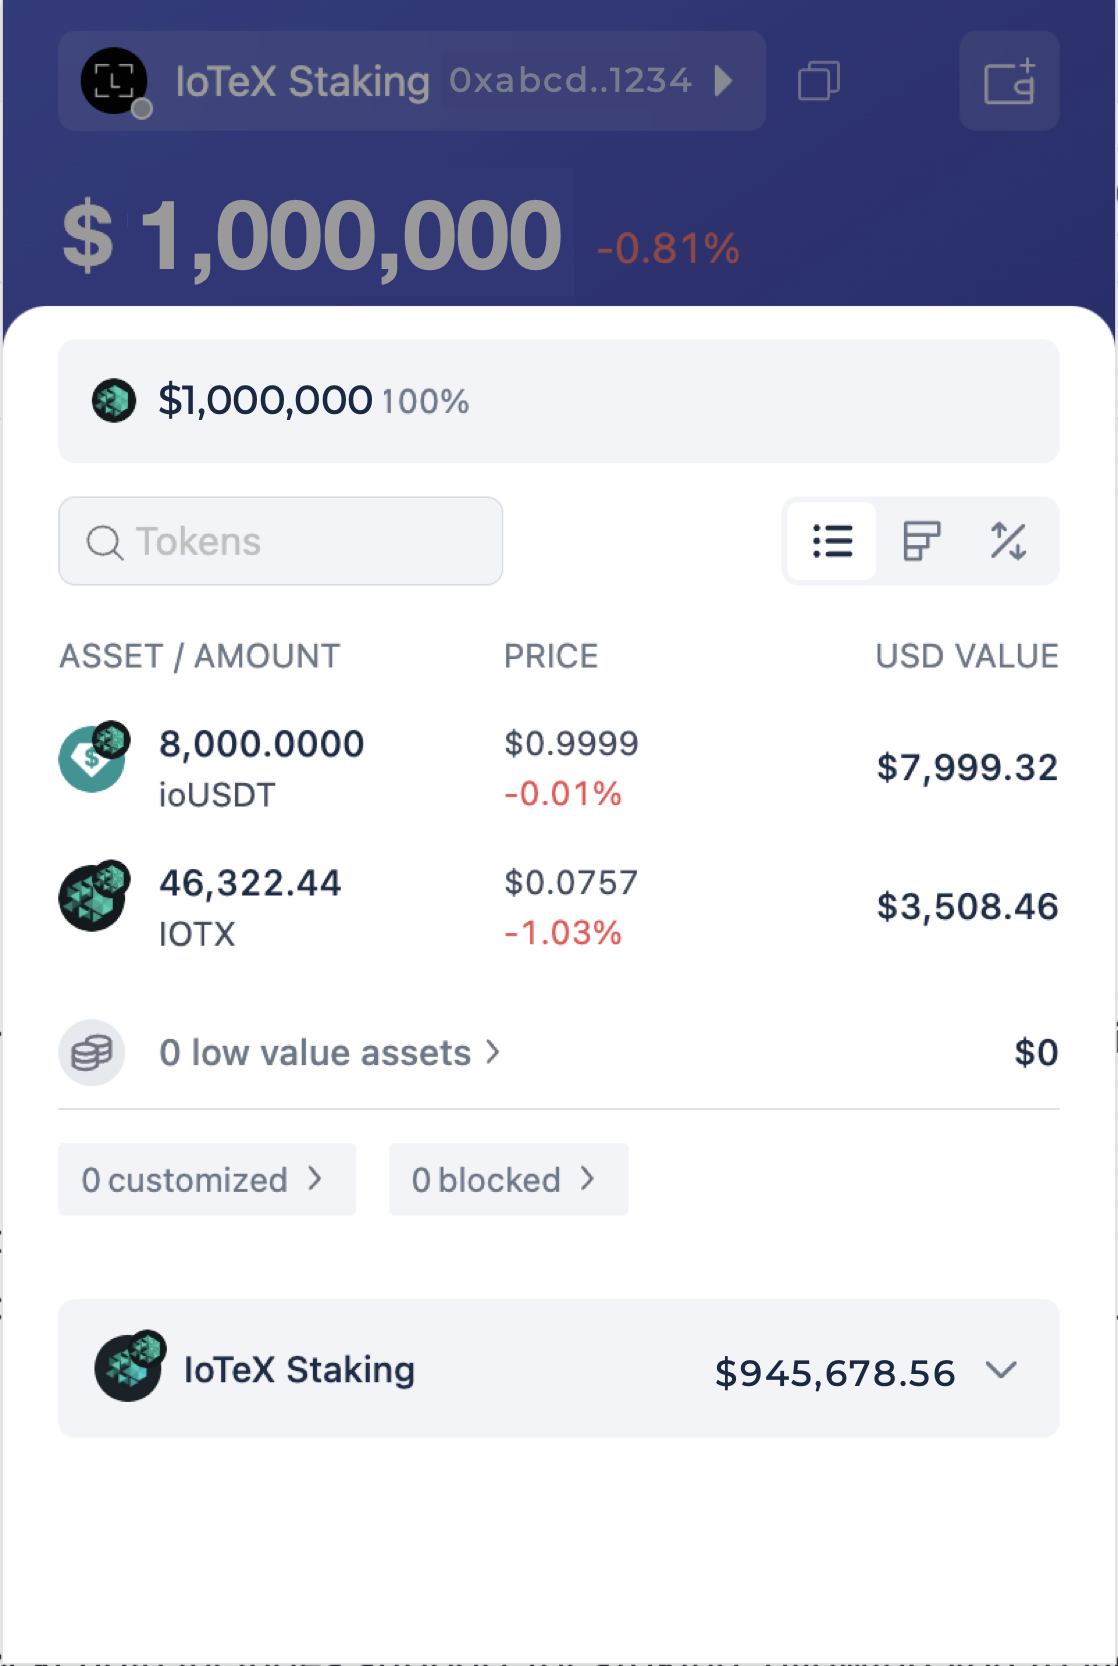 IoTeX Staking 0xabcd..1234
$ 1,000,000 -0.81%
$1,000,000 100%
Tokens
ASSET / AMOUNT PRICE USD VALUE
8,000.0000 $0.9999 $7,999.32
ioUSDT -0.01%
46,322.44 $0.0757 $3,508.46
IOTX -1.03%
0 low value assets > $0
0 customized > 0 blocked >
IoTeX Staking $945,678.56